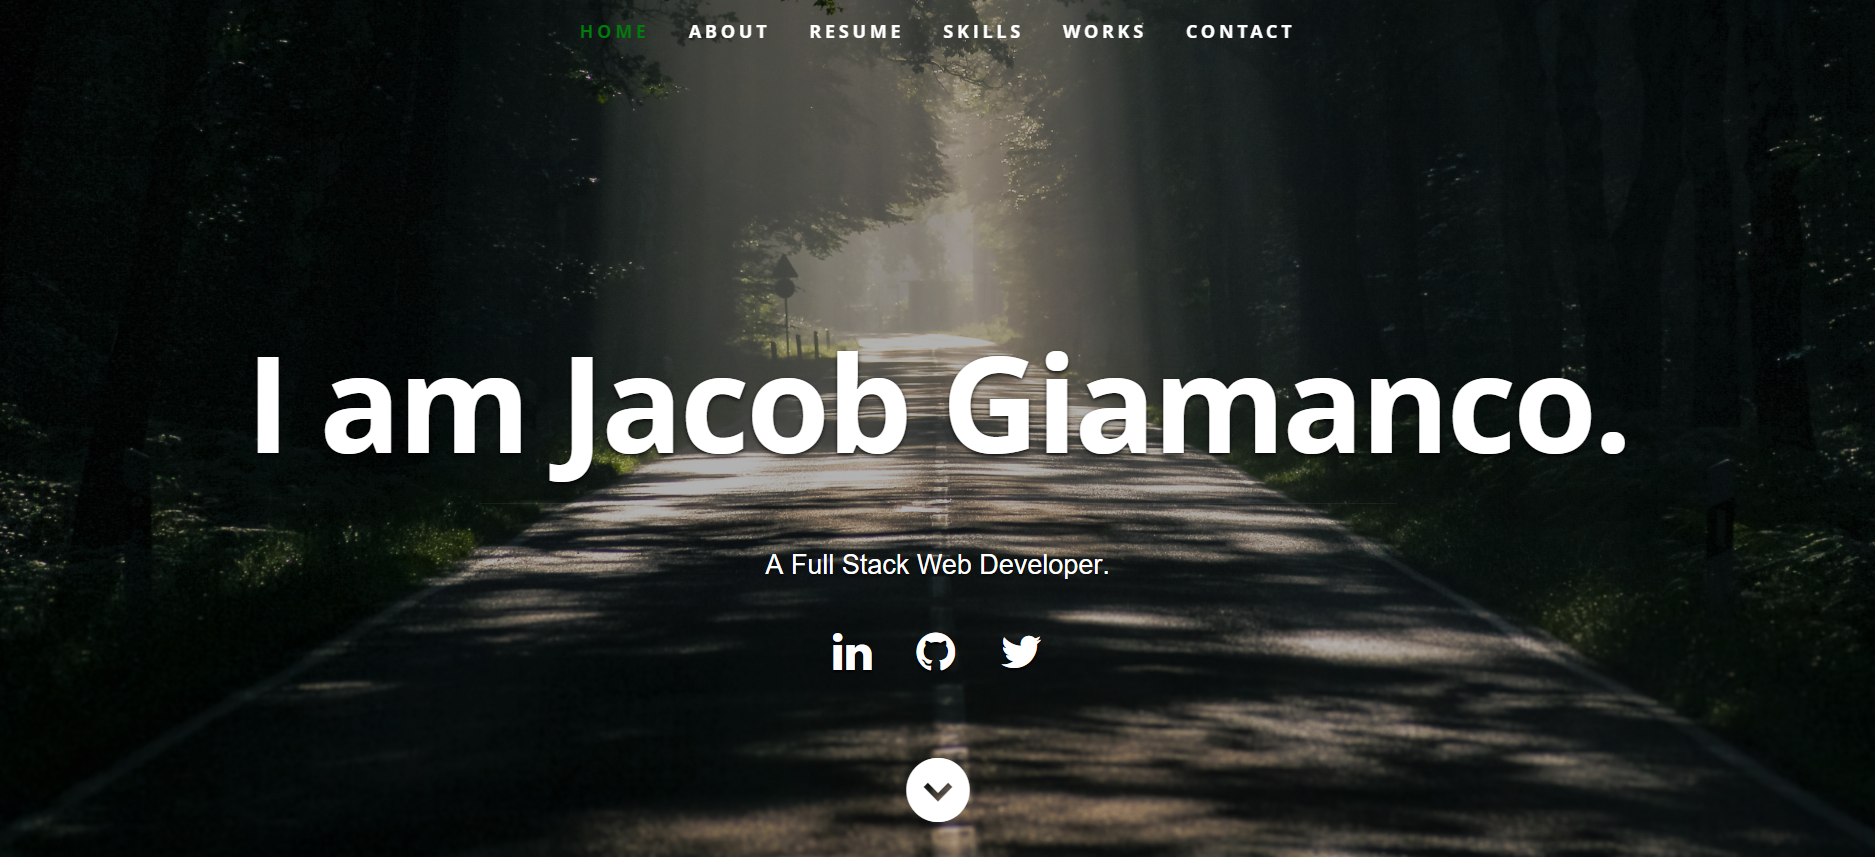 HOME ABOUT RESUME SKILLS WORKS CONTACT
I am Jacob Giamanco.
A Full Stack Web Developer.
in